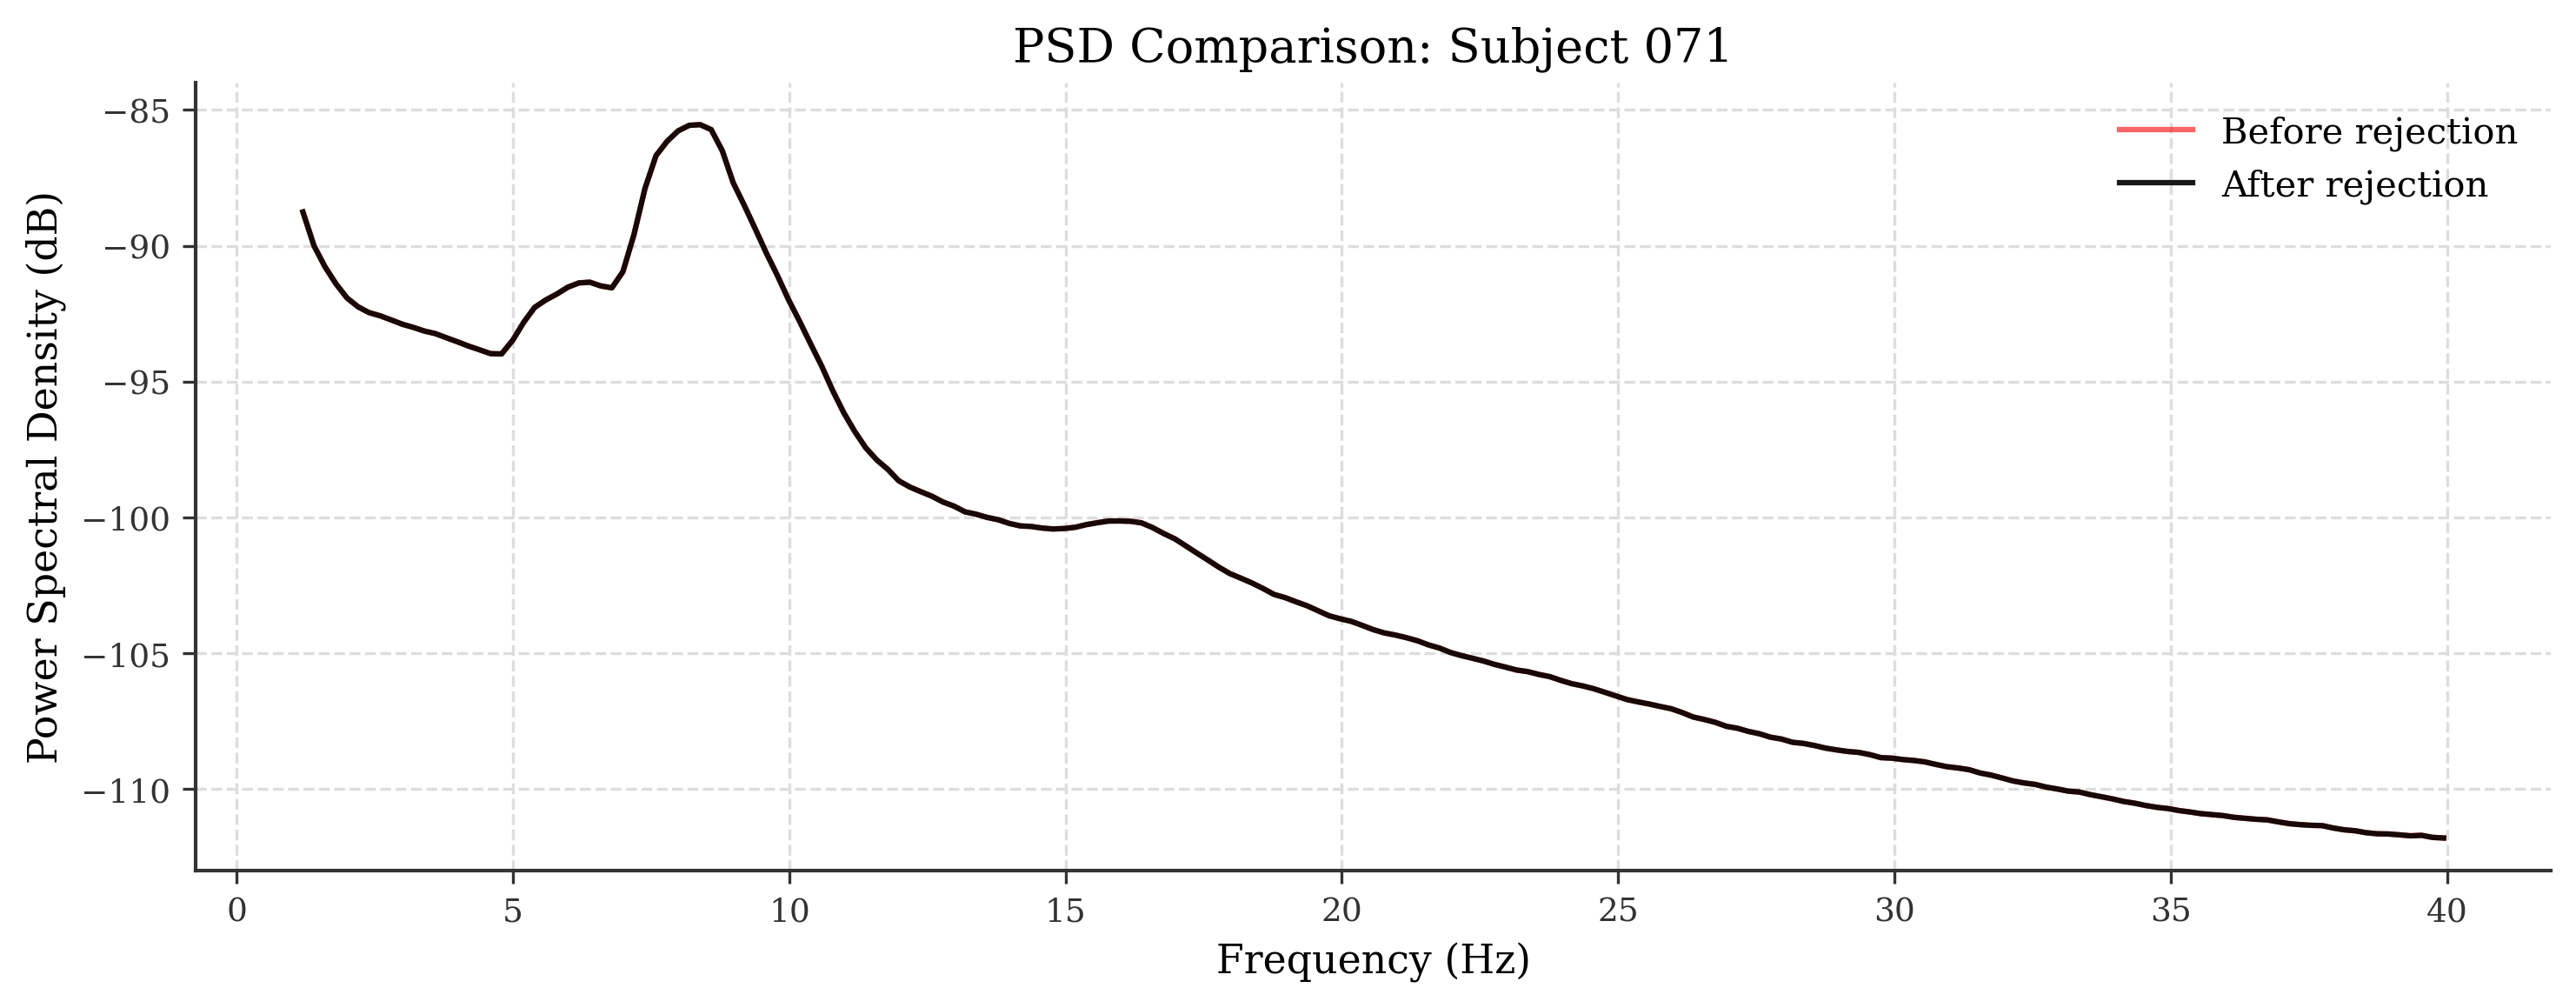 PSD Comparison: Subject 071
Before rejection
After rejection
Power Spectral Density (dB)
−85
−90
−95
−100
−105
−110
0 5 10 15 20 25 30 35 40
Frequency (Hz)